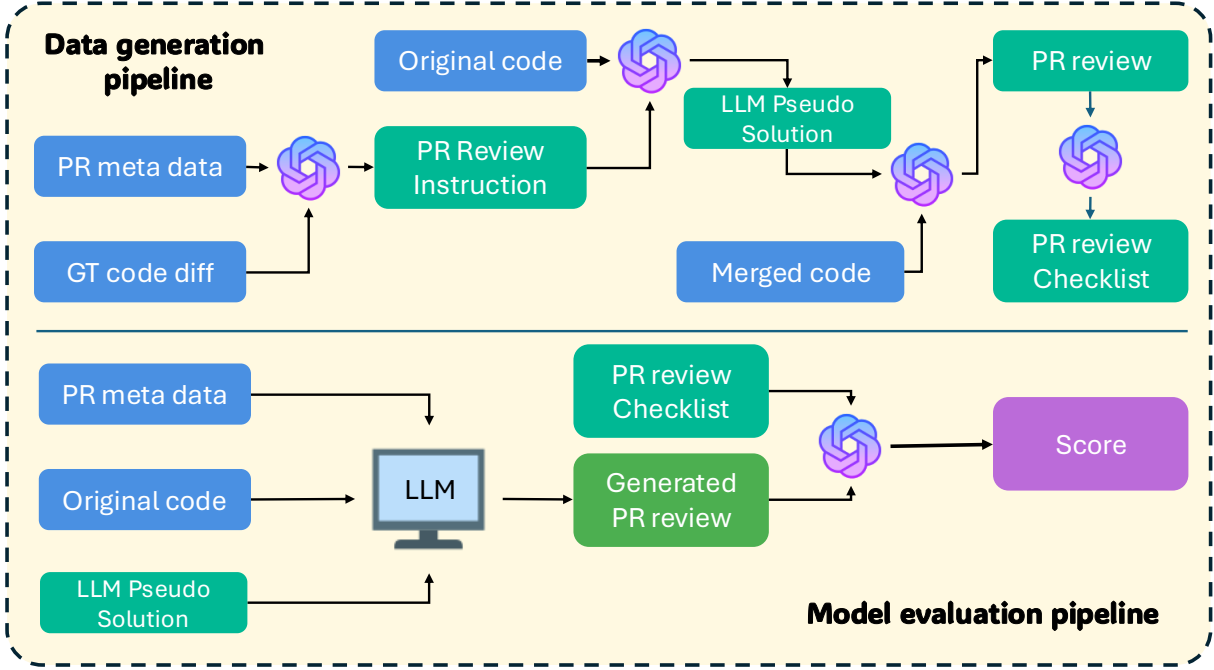 Data generation
pipeline
Original code
PR review
LLM Pseudo
Solution
PR meta data
PR Review
Instruction
GT code diff
Merged code
PR review
Checklist
PR meta data
PR review
Checklist
Score
Original code
LLM
Generated
PR review
LLM Pseudo
Solution
Model evaluation pipeline